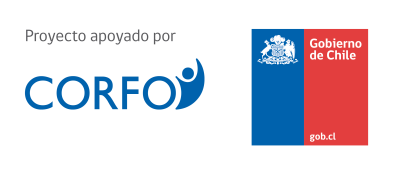 Proyecto apoyado por
CORFO
Gobierno
de Chile
gob.cl